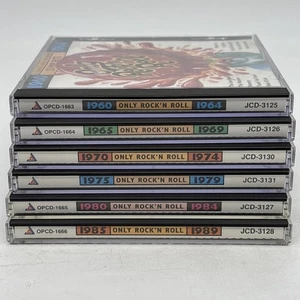 OPCD-1663 1960 ONLY ROCK'N ROLL 1964 JCD-3125
OPCD-1664 1965 ONLY ROCK'N ROLL 1969 JCD-3126
1970 ONLY ROCK'N ROLL 1974 JCD-3130
1975 ONLY ROCK'N ROLL 1979 JCD-3131
OPCD-1665 1980 ONLY ROCK'N ROLL 1984 JCD-3127
OPCD-1666 1985 ONLY ROCK'N ROLL 1989 JCD-3128